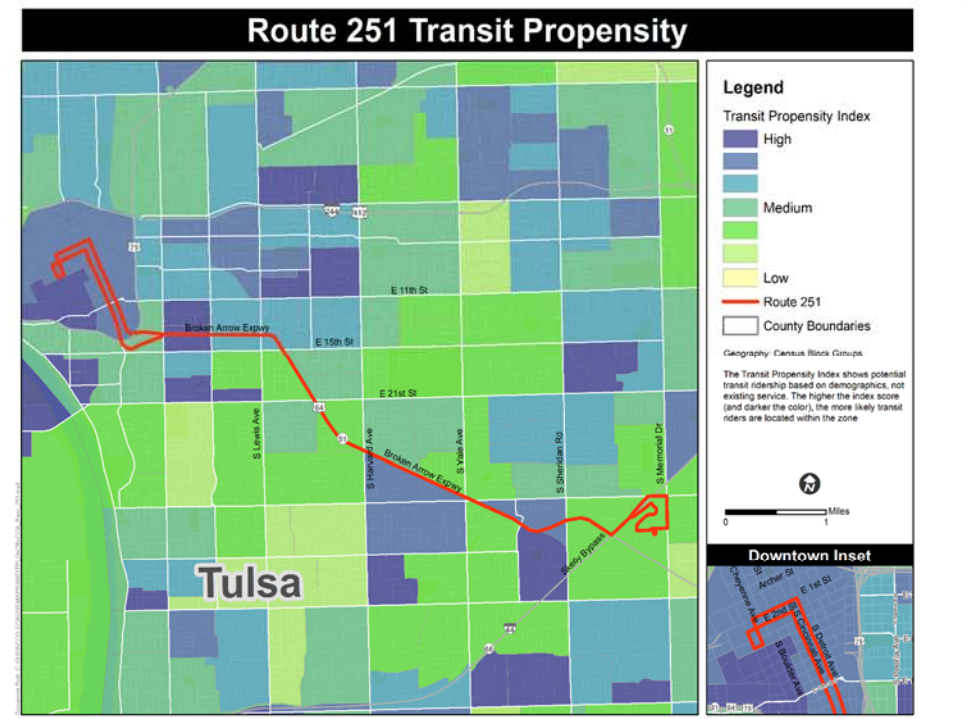 Route 251 Transit Propensity
11
244
412
75
E 11th St
Broken Arrow Expwy
E 15th St
E 21st St
64
S Lewis Ave
51
S Harvard Ave
S Yale Ave
S Sheridan Rd
S Memorial Dr
Broken Arrow Expwy
Skelly Bypass
Tulsa
44
Legend
Transit Propensity Index
High
Medium
Low
Route 251
County Boundaries
Geography: Census Block Groups
The Transit Propensity Index shows potential
transit ridership based on demographics, not
existing service. The higher the index score
(and darker the color), the more likely transit
riders are located within the zone
N
Miles
0 1
Downtown Inset
Cheyenne Ave
St
Archer St
E 1st St
E 2nd St
S Cincinnati Ave
S Detroit Ave
S Boulder Ave
75